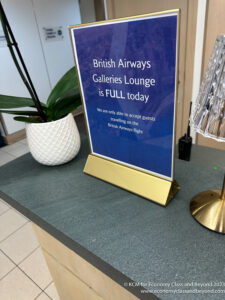 British Airways
Galleries Lounge
is FULL today
We are only able to accept guests
travelling on the
British Airways flight
© KCM for Economy Class and Beyond 2023
www.economyclassandbeyond.com